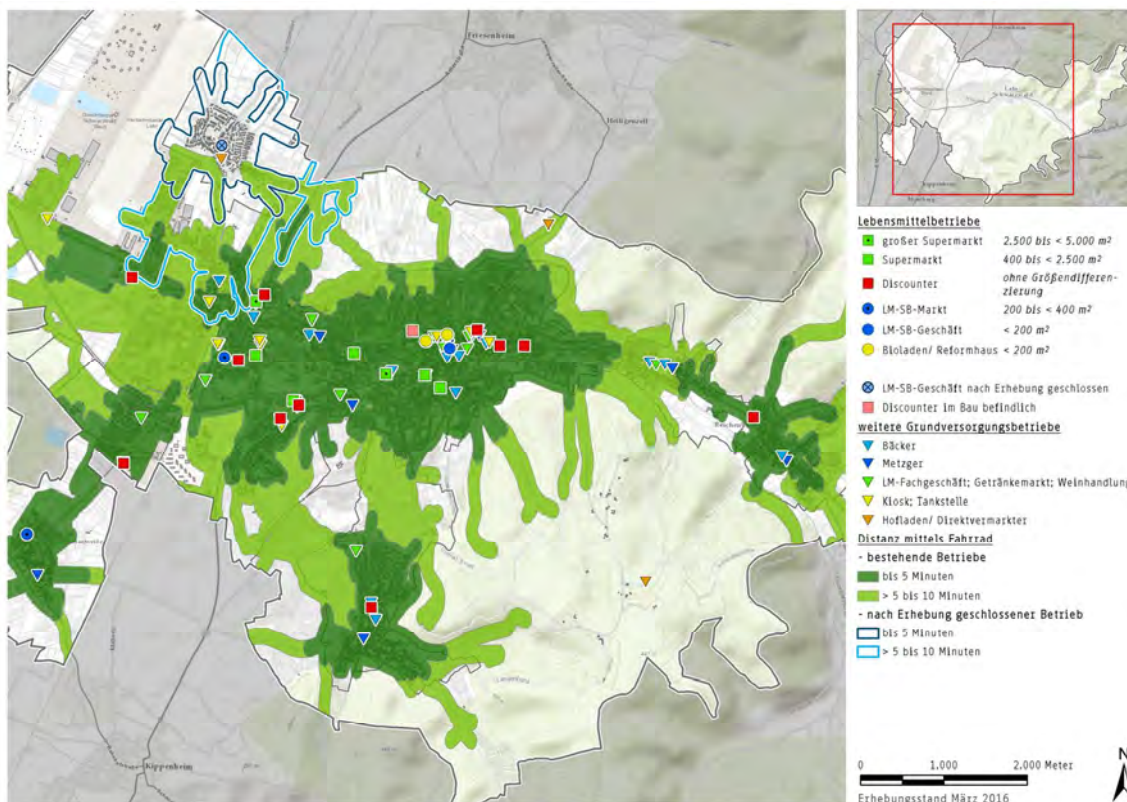 Friesenheim
Heiligenzell
Kippenheim
Lahr
Schwarzwald
Kippenheim
Lebensmittelbetriebe
großer Supermarkt 2.500 bis < 5.000 m²
Supermarkt 400 bis < 2.500 m²
Discounter ohne Größendifferen-
zierung
LM-SB-Markt 200 bis < 400 m²
LM-SB-Geschäft < 200 m²
Bioladen/ Reformhaus < 200 m²
LM-SB-Geschäft nach Erhebung geschlossen
Discounter im Bau befindlich
weitere Grundversorgungsbetriebe
Bäcker
Metzger
LM-Fachgeschäft; Getränkemarkt; Weinhandlung
Kiosk; Tankstelle
Hofladen/ Direktvermarkter
Distanz mittels Fahrrad
- bestehende Betriebe
bis 5 Minuten
> 5 bis 10 Minuten
- nach Erhebung geschlossener Betrieb
bis 5 Minuten
> 5 bis 10 Minuten
0 1.000 2.000 Meter
N
Erhebungsstand März 2016